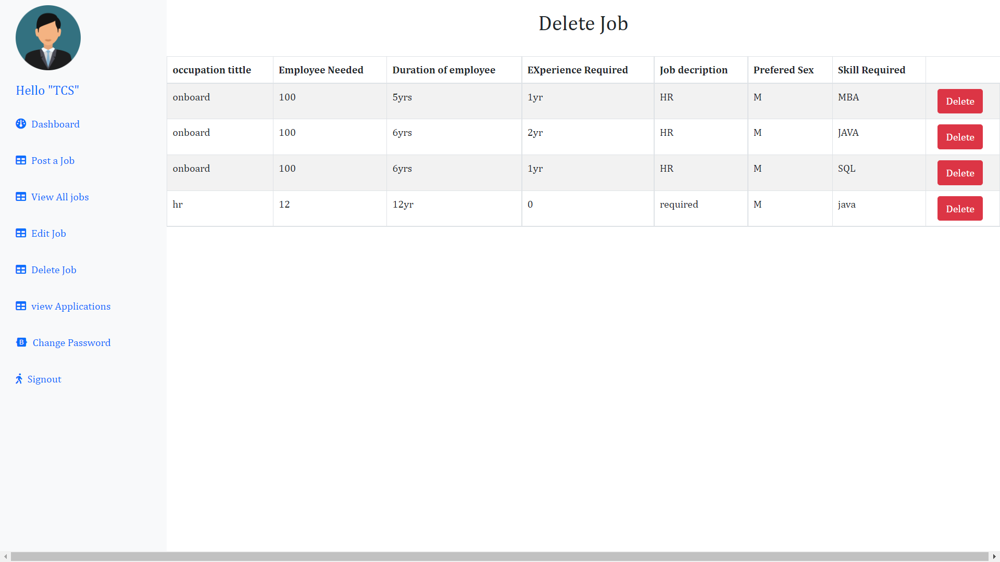 Delete Job
Hello "TCS"
Dashboard
Post a Job
View All jobs
Edit Job
Delete Job
view Applications
B Change Password
Signout
occupation tittle Employee Needed Duration of employee EXperience Required Job decription Prefered Sex Skill Required
onboard 100 5yrs 1yr HR M MBA Delete
onboard 100 6yrs 2yr HR M JAVA Delete
onboard 100 6yrs 1yr HR M SQL Delete
hr 12 12yr 0 required M java Delete